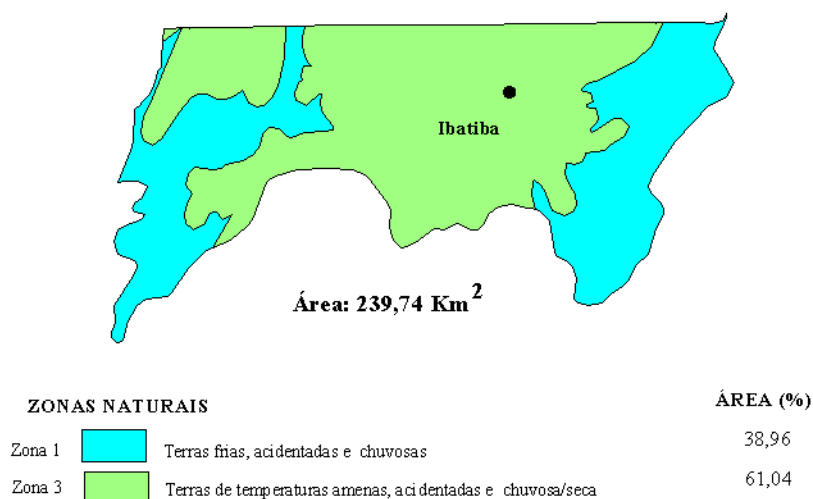 Ibatiba
Área: 239,74 Km2
ZONAS NATURAIS ÁREA (%)
Zona 1 Terras frias, acidentadas e chuvosas 38,96
Zona 3 Terras de temperaturas amenas, acidentadas e chuvosa/seca 61,04